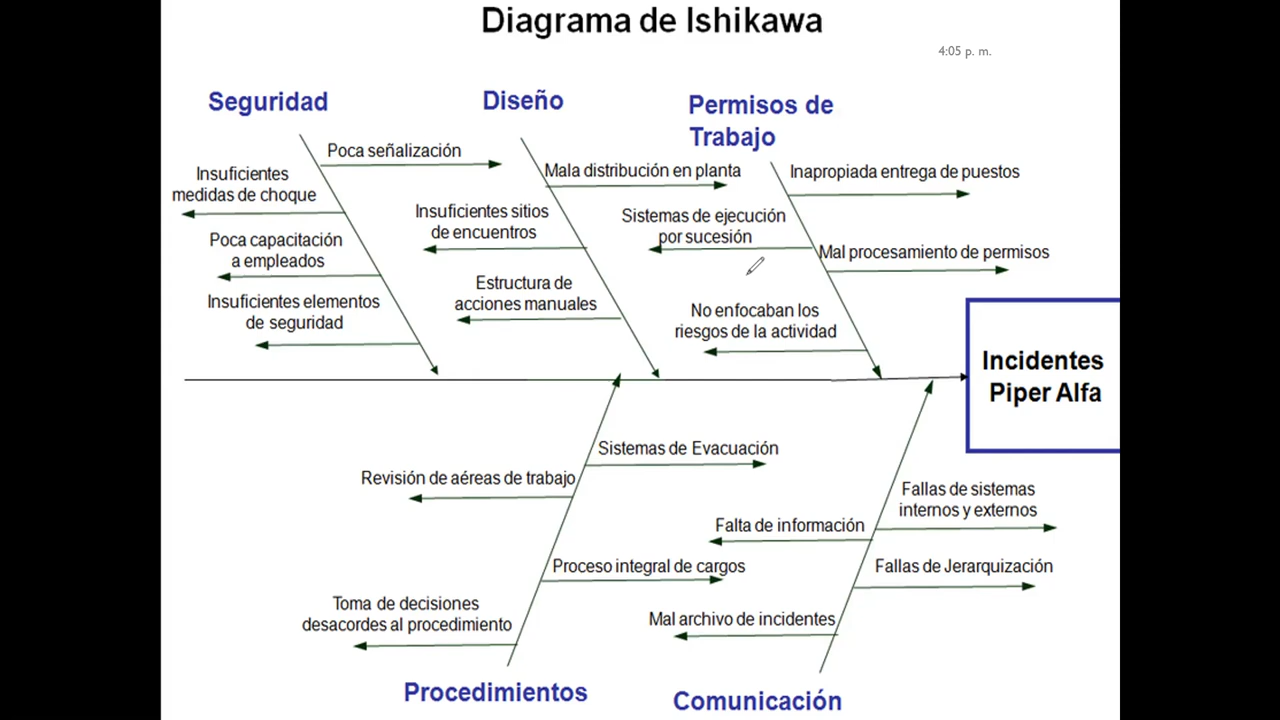 Diagrama de Ishikawa
4:05 p. m.
Seguridad
Diseño
Permisos de
Trabajo
Poca señalización
Insuficientes
medidas de choque
Poca capacitación
a empleados
Insuficientes elementos
de seguridad
Mala distribución en planta
Insuficientes sitios
de encuentros
Estructura de
acciones manuales
Inapropiada entrega de puestos
Sistemas de ejecución
por sucesión
Mal procesamiento de permisos
No enfocaban los
riesgos de la actividad
Incidentes
Piper Alfa
Sistemas de Evacuación
Revisión de aéreas de trabajo
Proceso integral de cargos
Toma de decisiones
desacordes al procedimiento
Fallas de sistemas
internos y externos
Falta de información
Fallas de Jerarquización
Mal archivo de incidentes
Procedimientos
Comunicación